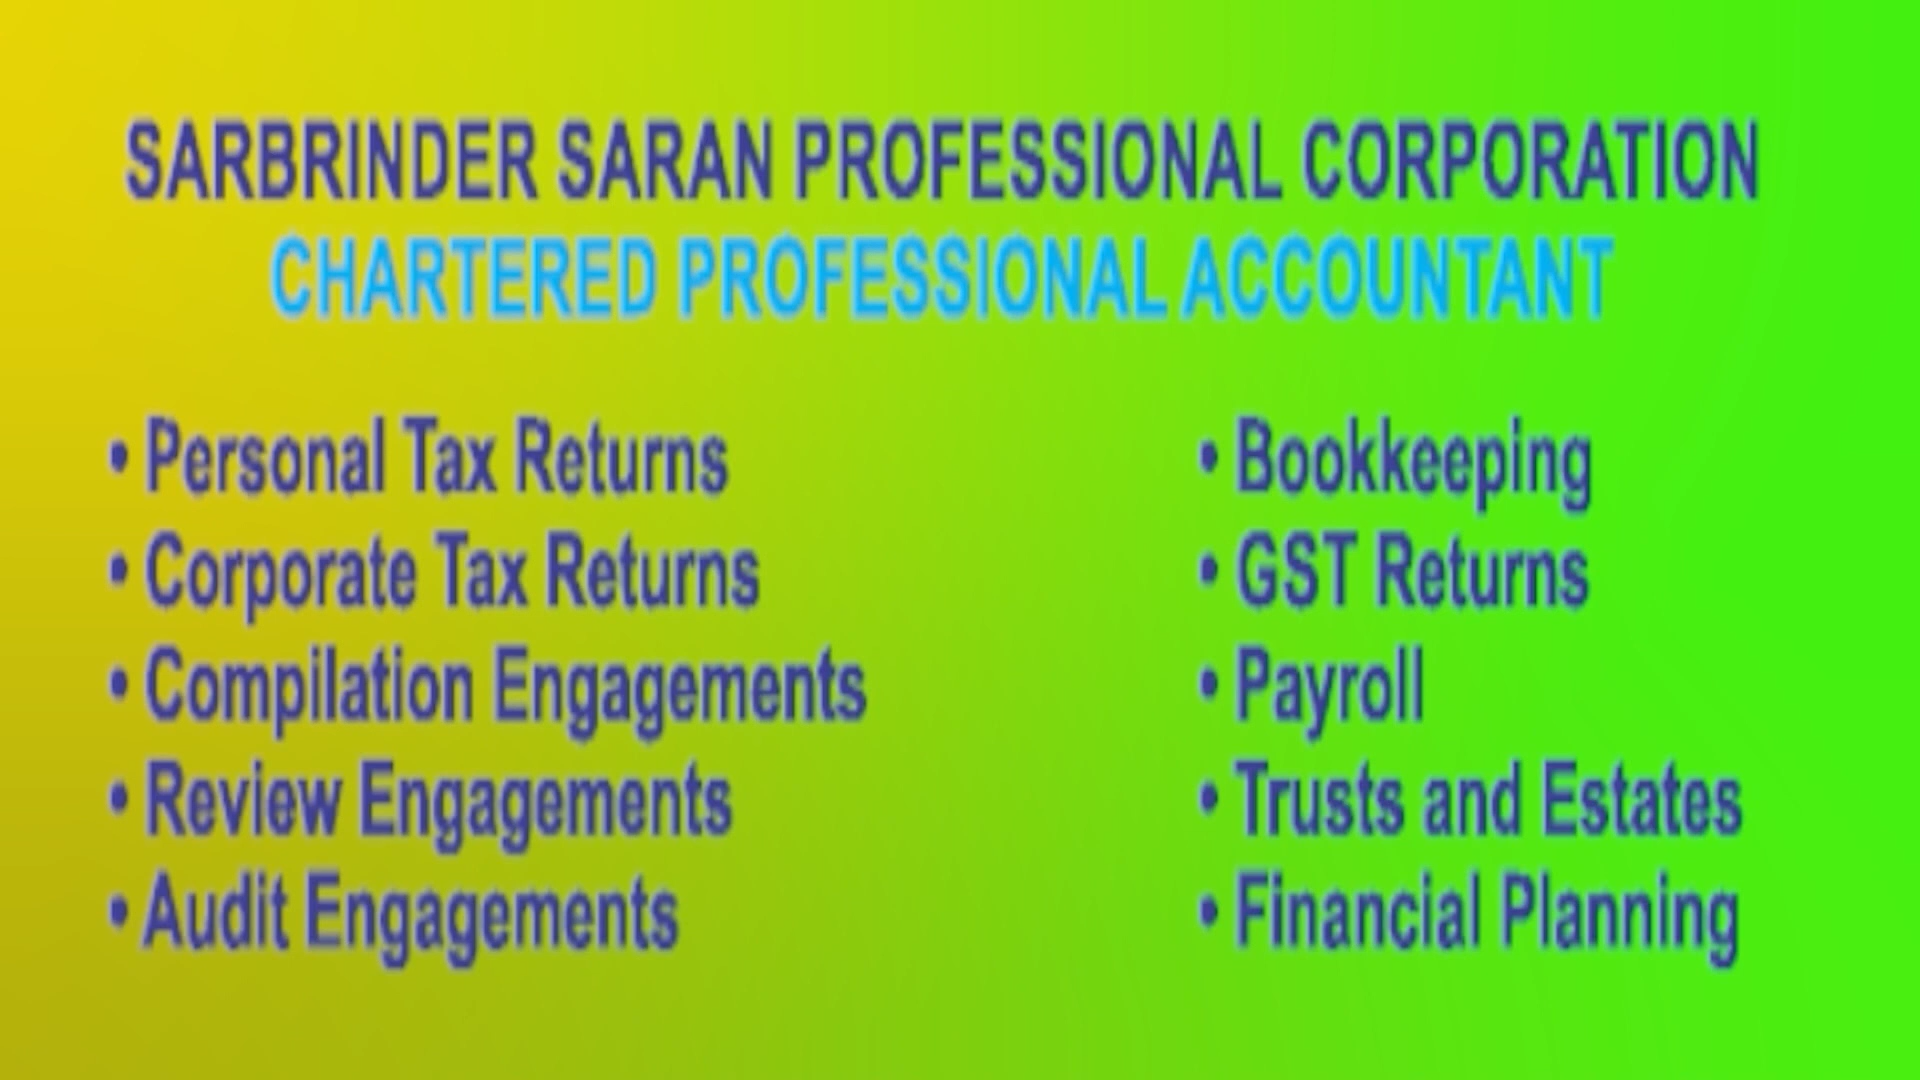 SARBRINDER SARAN PROFESSIONAL CORPORATION
CHARTERED PROFESSIONAL ACCOUNTANT
• Personal Tax Returns
• Corporate Tax Returns
• Compilation Engagements
• Review Engagements
• Audit Engagements
• Bookkeeping
• GST Returns
• Payroll
• Trusts and Estates
• Financial Planning